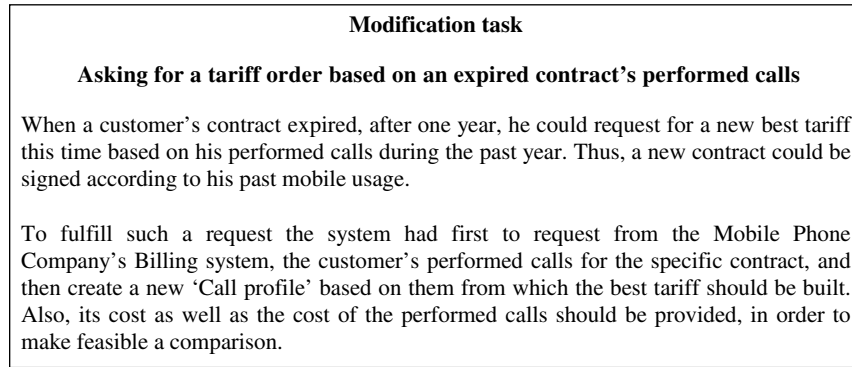 Modification task
Asking for a tariff order based on an expired contract's performed calls
When a customer's contract expired, after one year, he could request for a new best tariff
this time based on his performed calls during the past year. Thus, a new contract could be
signed according to his past mobile usage.
To fulfill such a request the system had first to request from the Mobile Phone
Company's Billing system, the customer's performed calls for the specific contract, and
then create a new 'Call profile' based on them from which the best tariff should be built.
Also, its cost as well as the cost of the performed calls should be provided, in order to
make feasible a comparison.